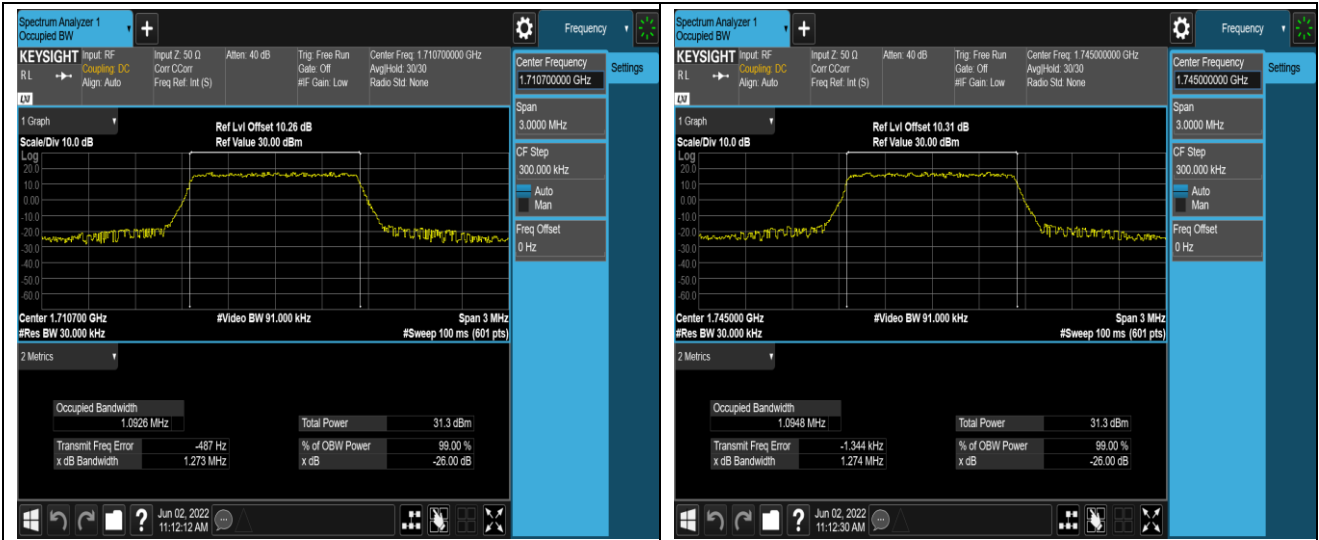 Spectrum Analyzer 1
Occupied BW
+
Frequency
KEYSIGHT Input: RF
RL
Coupling: DC
Align: Auto
Input Z: 50 Ω
Corr CCorr
Freq Ref: Int (S)
Atten: 40 dB
Trig: Free Run
Gate: Off
#IF Gain: Low
Center Freq: 1.710700000 GHz
Avg|Hold: 30/30
Radio Std: None
LXI
Center Frequency
1.710700000 GHz
Settings
Span
3.0000 MHz
CF Step
300.000 kHz
Auto
Man
Freq Offset
0 Hz
1 Graph
Scale/Div 10.0 dB
Ref Lvl Offset 10.26 dB
Ref Value 30.00 dBm
Log
20.0
10.0
0.00
-10.0
-20.0
-30.0
-40.0
-50.0
-60.0
Center 1.710700 GHz
#Video BW 91.000 kHz
Span 3 MHz
#Res BW 30.000 kHz
#Sweep 100 ms (601 pts)
2 Metrics
Occupied Bandwidth
1.0926 MHz
Total Power 31.3 dBm
Transmit Freq Error -487 Hz
% of OBW Power 99.00 %
x dB Bandwidth 1.273 MHz
x dB -26.00 dB
?
Jun 02, 2022
11:12:12 AM
Spectrum Analyzer 1
Occupied BW
+
Frequency
KEYSIGHT Input: RF
RL
Coupling: DC
Align: Auto
Input Z: 50 Ω
Corr CCorr
Freq Ref: Int (S)
Atten: 40 dB
Trig: Free Run
Gate: Off
#IF Gain: Low
Center Freq: 1.745000000 GHz
Avg|Hold: 30/30
Radio Std: None
LXI
Center Frequency
1.745000000 GHz
Settings
Span
3.0000 MHz
CF Step
300.000 kHz
Auto
Man
Freq Offset
0 Hz
1 Graph
Scale/Div 10.0 dB
Ref Lvl Offset 10.31 dB
Ref Value 30.00 dBm
Log
20.0
10.0
0.00
-10.0
-20.0
-30.0
-40.0
-50.0
-60.0
Center 1.745000 GHz
#Video BW 91.000 kHz
Span 3 MHz
#Res BW 30.000 kHz
#Sweep 100 ms (601 pts)
2 Metrics
Occupied Bandwidth
1.0948 MHz
Total Power 31.3 dBm
Transmit Freq Error -1.344 kHz
% of OBW Power 99.00 %
x dB Bandwidth 1.274 MHz
x dB -26.00 dB
?
Jun 02, 2022
11:12:30 AM